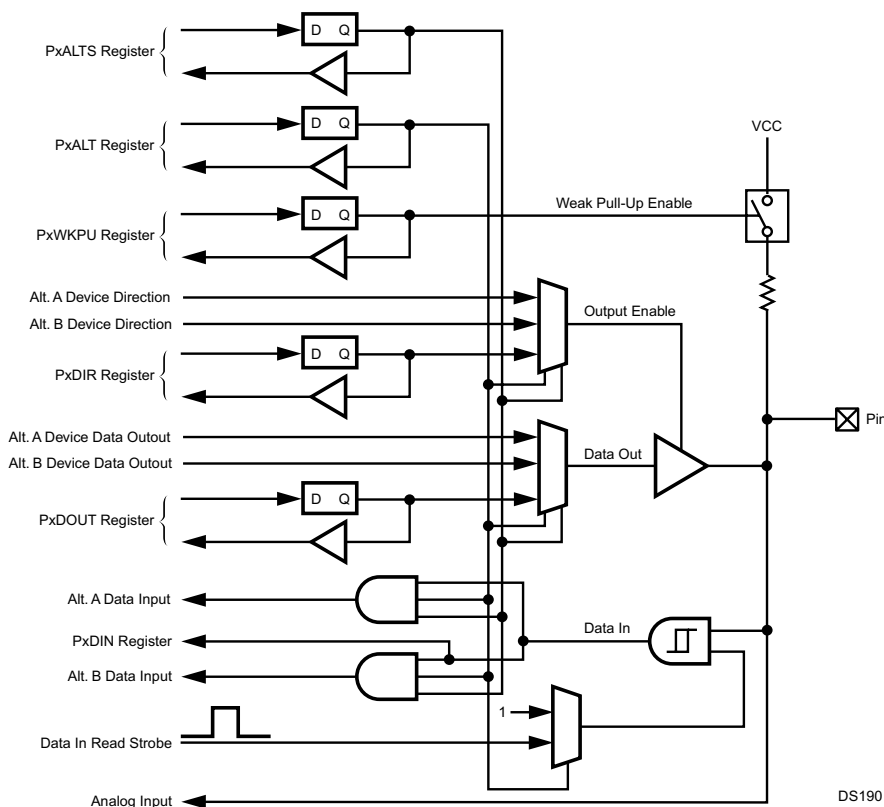 PxALTS Register
D Q
PxALT Register
D Q
VCC
PxWKPU Register
D Q
Weak Pull-Up Enable
Alt. A Device Direction
Alt. B Device Direction
Output Enable
PxDIR Register
D Q
Pin
Alt. A Device Data Outout
Alt. B Device Data Outout
Data Out
PxDOUT Register
D Q
Alt. A Data Input
Data In
PxDIN Register
Alt. B Data Input
1
Data In Read Strobe
Analog Input
DS190